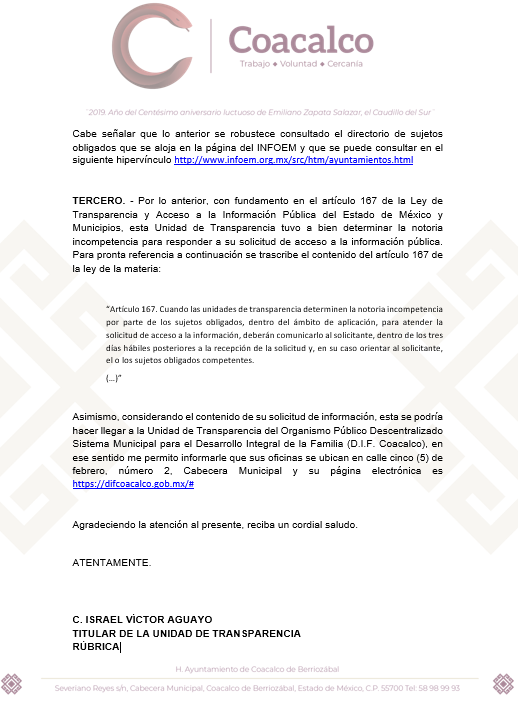 Coacalco
Trabajo ◆ Voluntad ◆ Cercanía
¨2019. Año del Centésimo aniversario luctuoso de Emiliano Zapata Salazar, el Caudillo del Sur¨
Cabe señalar que lo anterior se robustece consultado el directorio de sujetos
obligados que se aloja en la página del INFOEM y que se puede consultar en el
siguiente hipervínculo http://www.infoem.org.mx/src/htm/ayuntamientos.html
TERCERO. - Por lo anterior, con fundamento en el artículo 167 de la Ley de
Transparencia y Acceso a la Información Pública del Estado de México y
Municipios, esta Unidad de Transparencia tuvo a bien determinar la notoria
incompetencia para responder a su solicitud de acceso a la información pública.
Para pronta referencia a continuación se trascribe el contenido del artículo 167 de
la ley de la materia:
“Artículo 167. Cuando las unidades de transparencia determinen la notoria incompetencia
por parte de los sujetos obligados, dentro del ámbito de aplicación, para atender la
solicitud de acceso a la información, deberán comunicarlo al solicitante, dentro de los tres
días hábiles posteriores a la recepción de la solicitud y, en su caso orientar al solicitante,
el o los sujetos obligados competentes.
(...)”
Asimismo, considerando el contenido de su solicitud de información, esta se podría
hacer llegar a la Unidad de Transparencia del Organismo Público Descentralizado
Sistema Municipal para el Desarrollo Integral de la Familia (D.I.F. Coacalco), en
ese sentido me permito informarle que sus oficinas se ubican en calle cinco (5) de
febrero, número 2, Cabecera Municipal y su página electrónica es
https://difcoacalco.gob.mx/#
Agradeciendo la atención al presente, reciba un cordial saludo.
ATENTAMENTE.
C. ISRAEL VÍCTOR AGUAYO
TITULAR DE LA UNIDAD DE TRANSPARENCIA
RÚBRICA
H. Ayuntamiento de Coacalco de Berriozábal
Severiano Reyes s/n, Cabecera Municipal, Coacalco de Berriozábal, Estado de México, C.P. 55700 Tel: 58 98 99 93